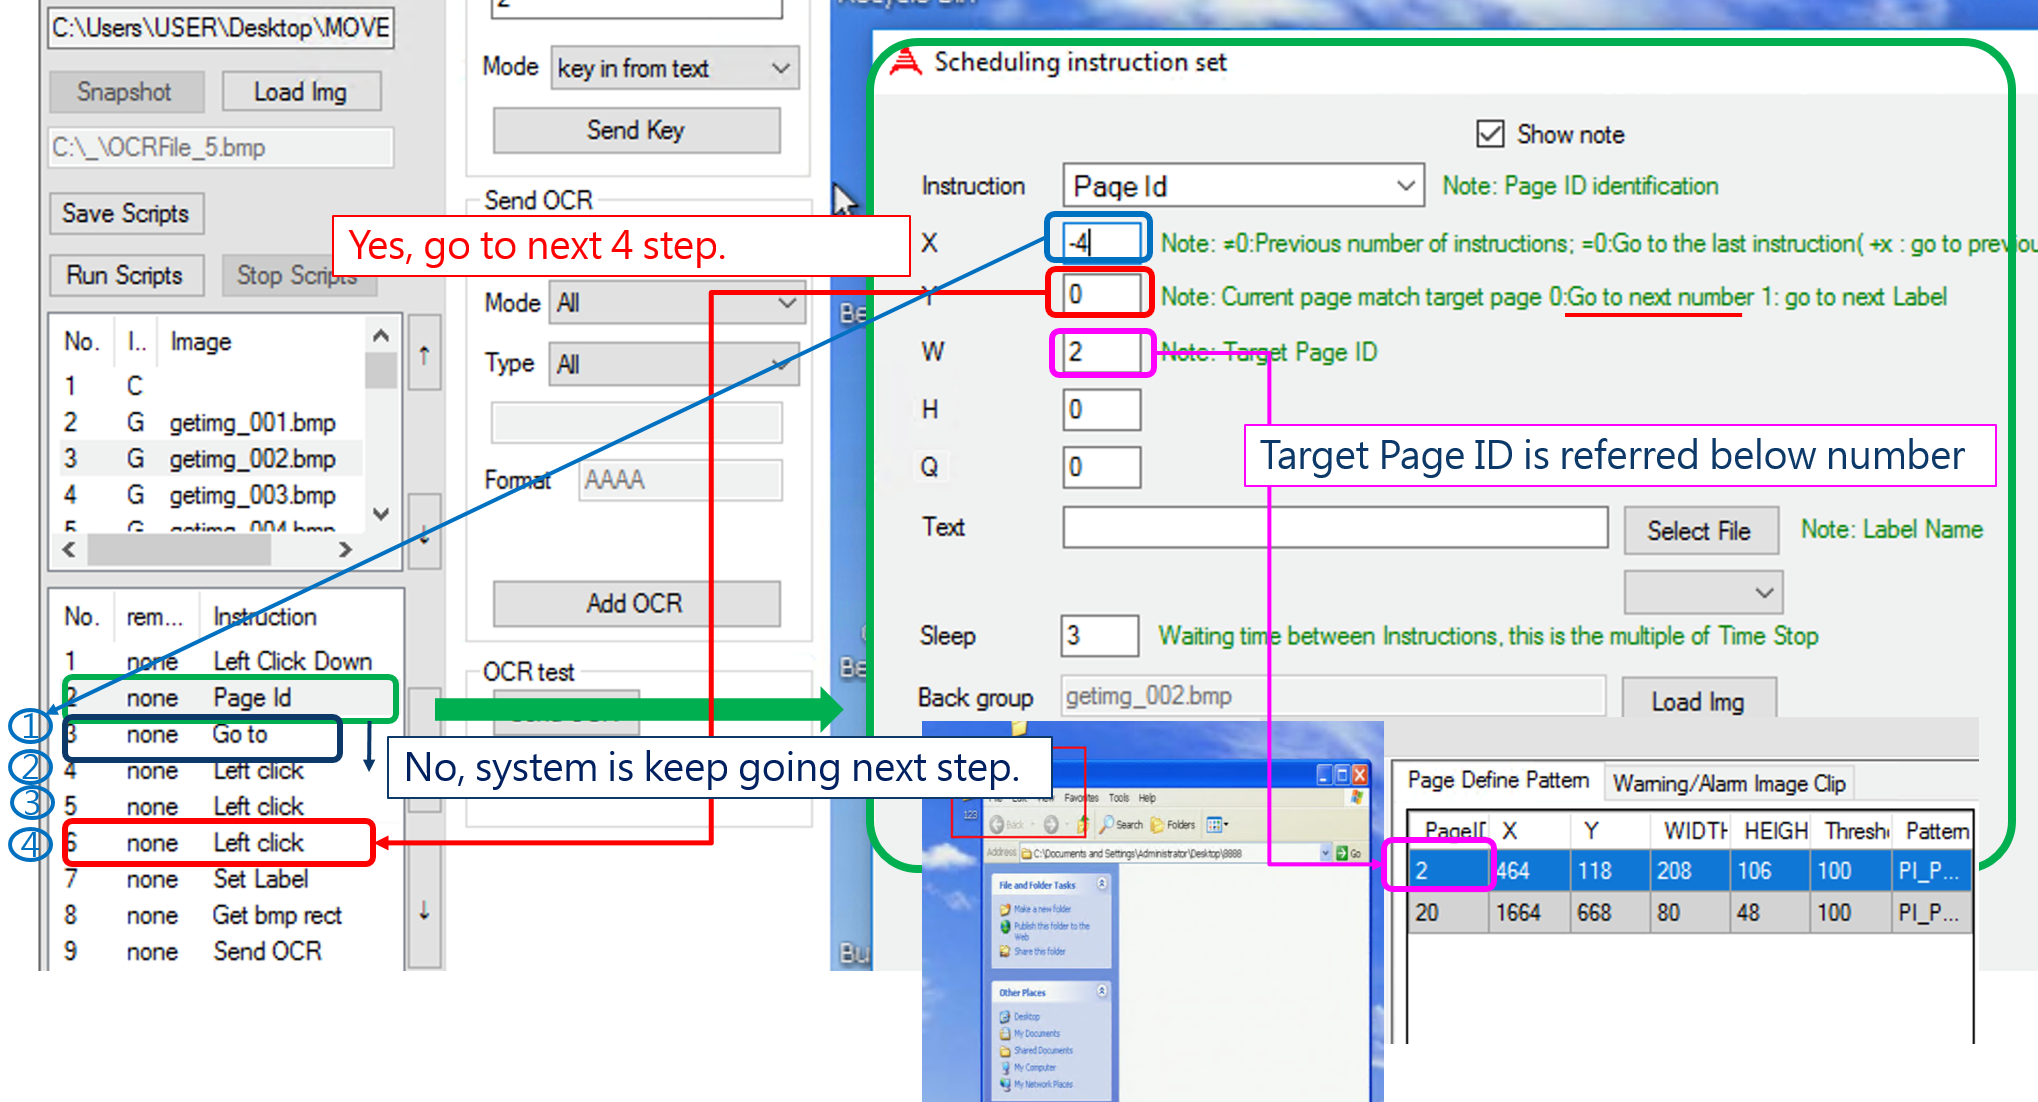 C:\Users\USER\Desktop\MOVE
Snapshot
Load Img
C:\_\OCRFile_5.bmp
Save Scripts
Run Scripts
Stop Scripts
No. I.. Image
1 C
2 G getimg_001.bmp
3 G getimg_002.bmp
4 G getimg_003.bmp
5 G getimg_004.bmp
No. rem... Instruction
1 none Left Click Down
2 none Page Id
3 none Go to
4 none Left click
5 none Left click
6 none Left click
7 none Set Label
8 none Get bmp rect
9 none Send OCR
① 
②
③
④
Mode key in from text
Send Key
Send OCR
Yes, go to next 4 step.
Mode All
Type All
Format AAAA
Add OCR
OCR test
No, system is keep going next step.
Scheduling instruction set
Show note
Instruction Page Id Note: Page ID identification
X -4 Note: ≠0:Previous number of instructions; =0:Go to the last instruction( +x : go to previou
Y 0 Note: Current page match target page 0:Go to next number 1: go to next Label
W 2 Note: Target Page ID
H 0
Q 0
Target Page ID is referred below number
Text Select File Note: Label Name
Sleep 3 Waiting time between Instructions, this is the multiple of Time Stop
Back group getimg_002.bmp Load Img
123
Favorites Tools Help
Back Search Folders
Address C:\Documents and Settings\Administrator\Desktop\8888 Go
File and Folder Tasks
Make a new folder
Publish this folder to the
Web
Share this folder
Other Places
Desktop
My Documents
Shared Documents
My Computer
My Network Places
Page Define Pattern Warning/Alarm Image Clip
PageID X Y WIDTH HEIGH Thresh Pattern
2 464 118 208 106 100 PI_P...
20 1664 668 80 48 100 PI_P...